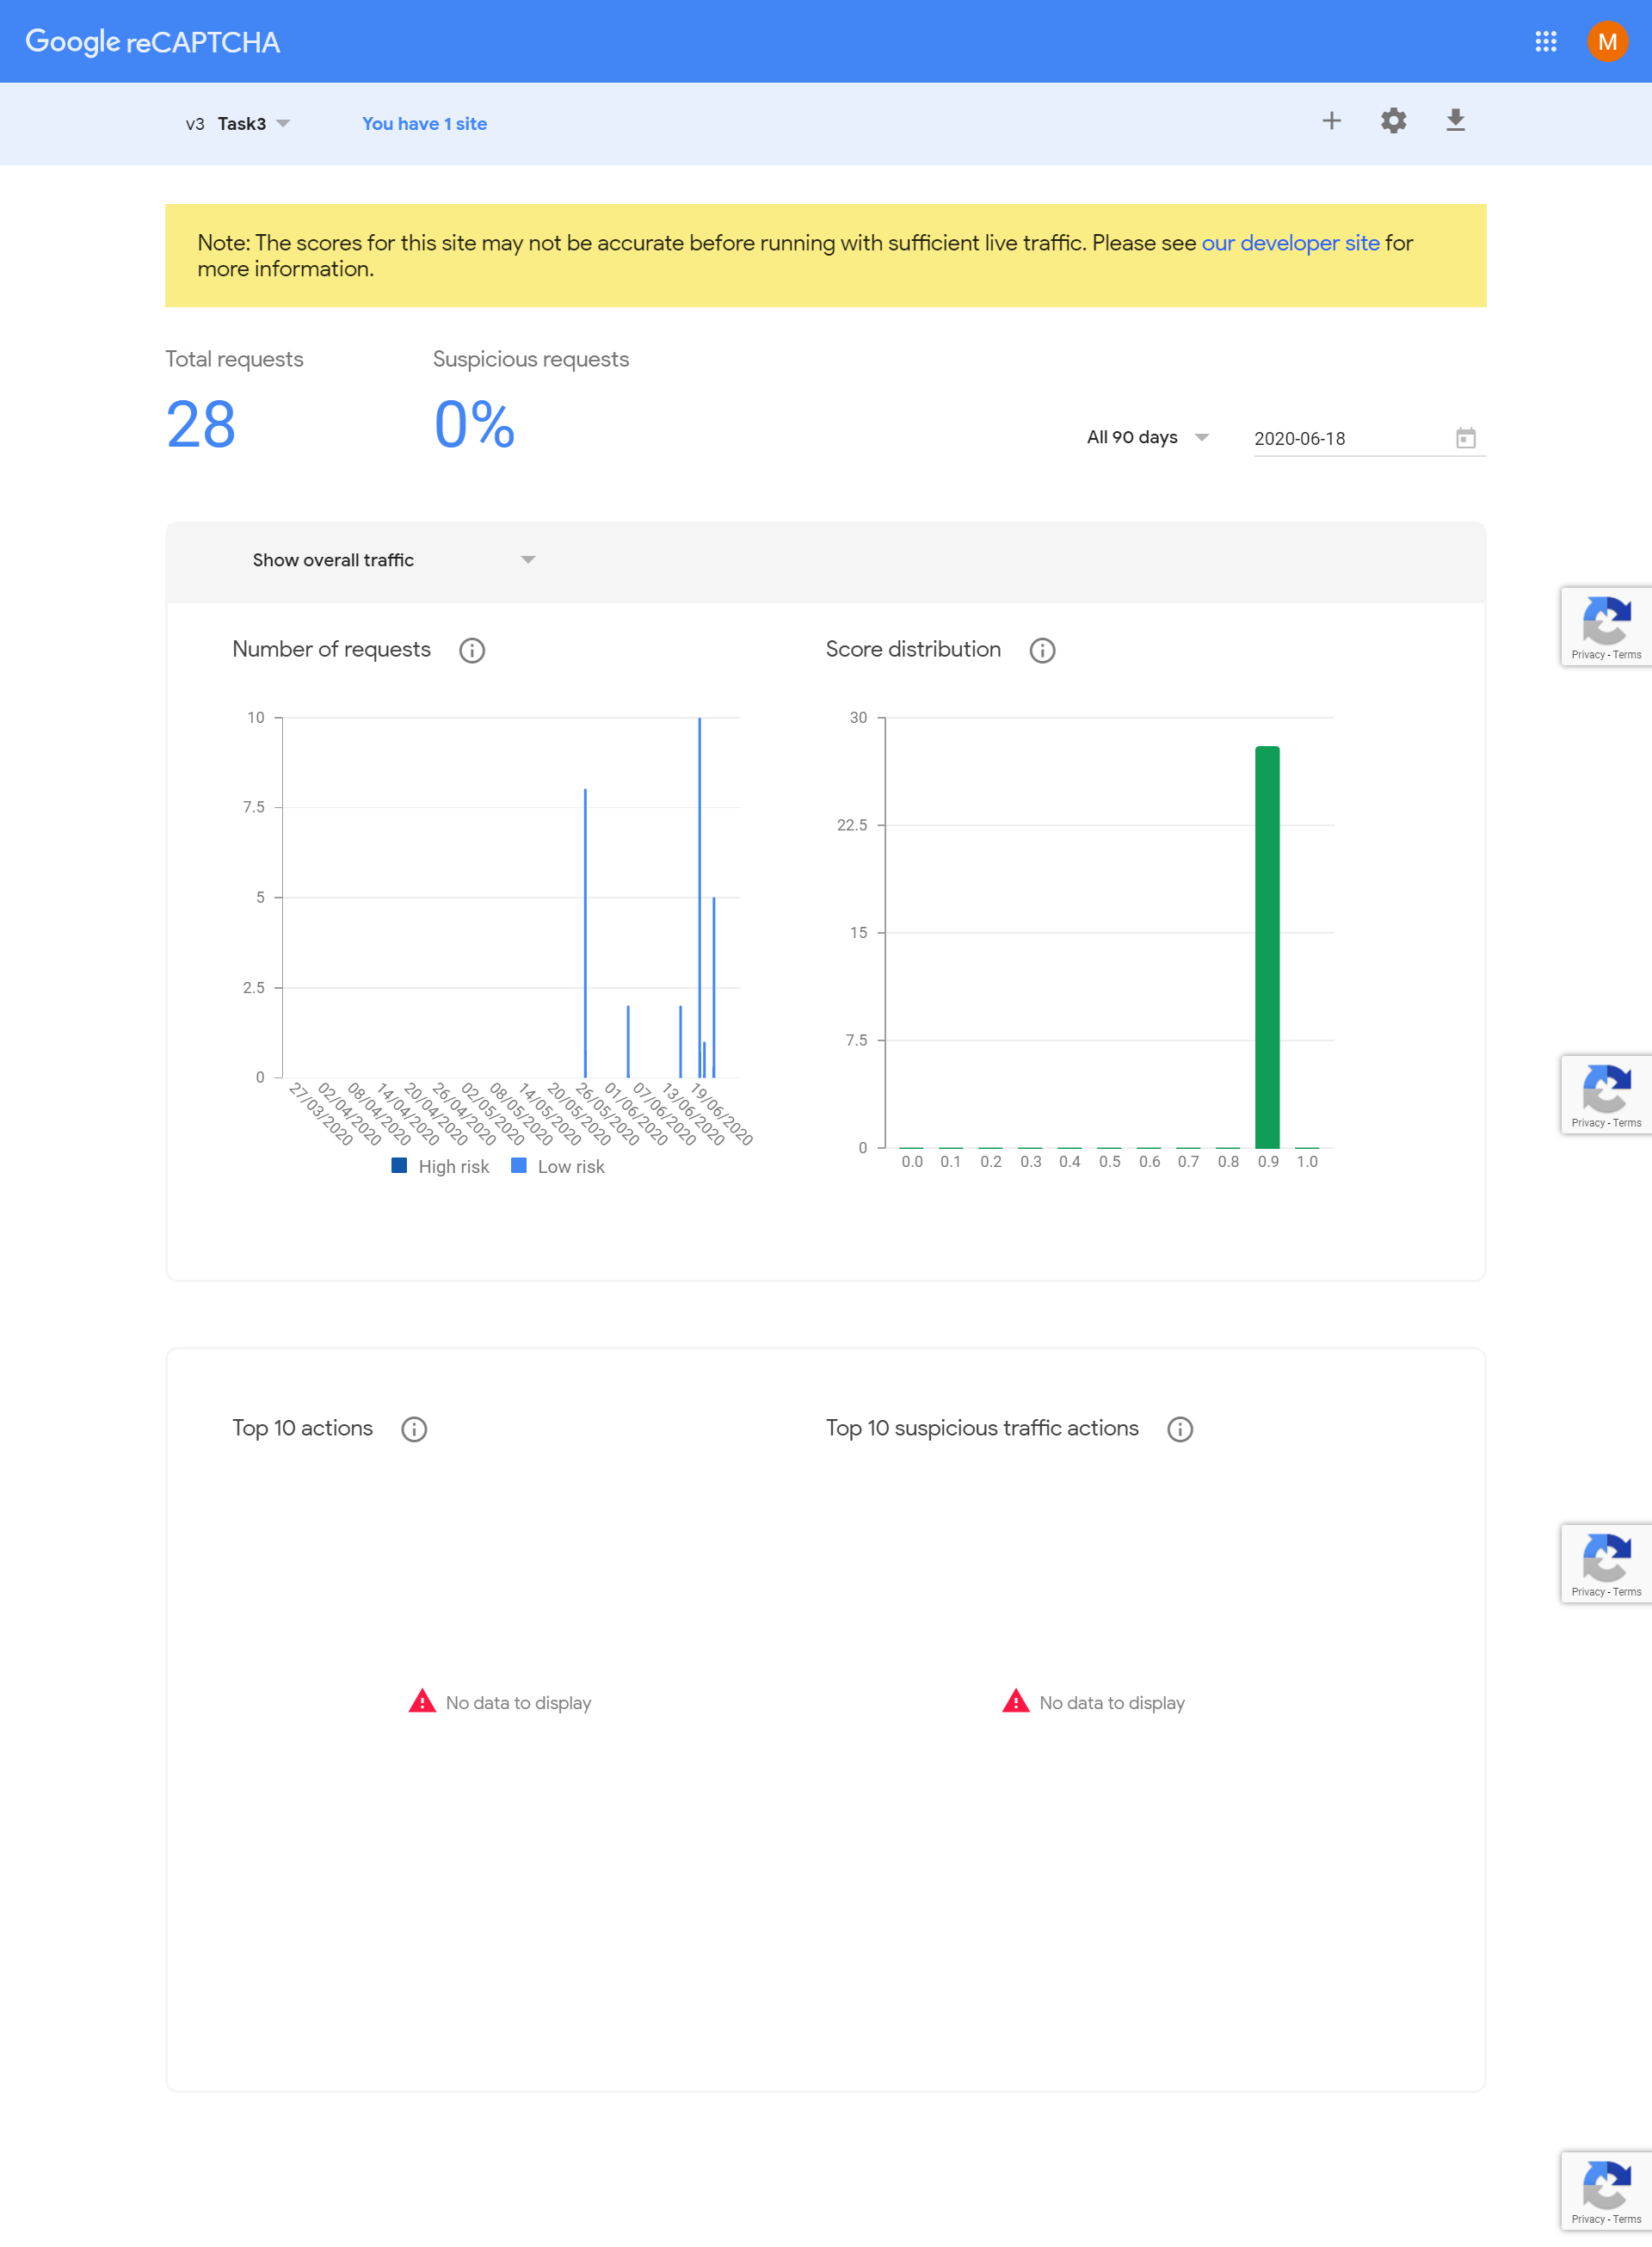 Google reCAPTCHA
M
v3 Task3
You have 1 site
Note: The scores for this site may not be accurate before running with sufficient live traffic. Please see our developer site for
more information.
Total requests
28
Suspicious requests
0%
All 90 days
2020-06-18
Show overall traffic
Number of requests
10
7.5
5
2.5
0
27/03/2020
02/04/2020
08/04/2020
14/04/2020
20/04/2020
26/04/2020
02/05/2020
08/05/2020
14/05/2020
20/05/2020
26/05/2020
01/06/2020
07/06/2020
13/06/2020
19/06/2020
High risk
Low risk
Score distribution
30
22.5
15
7.5
0
0.0 0.1 0.2 0.3 0.4 0.5 0.6 0.7 0.8 0.9 1.0
Privacy - Terms
Privacy - Terms
Top 10 actions
No data to display
Top 10 suspicious traffic actions
No data to display
Privacy - Terms
Privacy - Terms